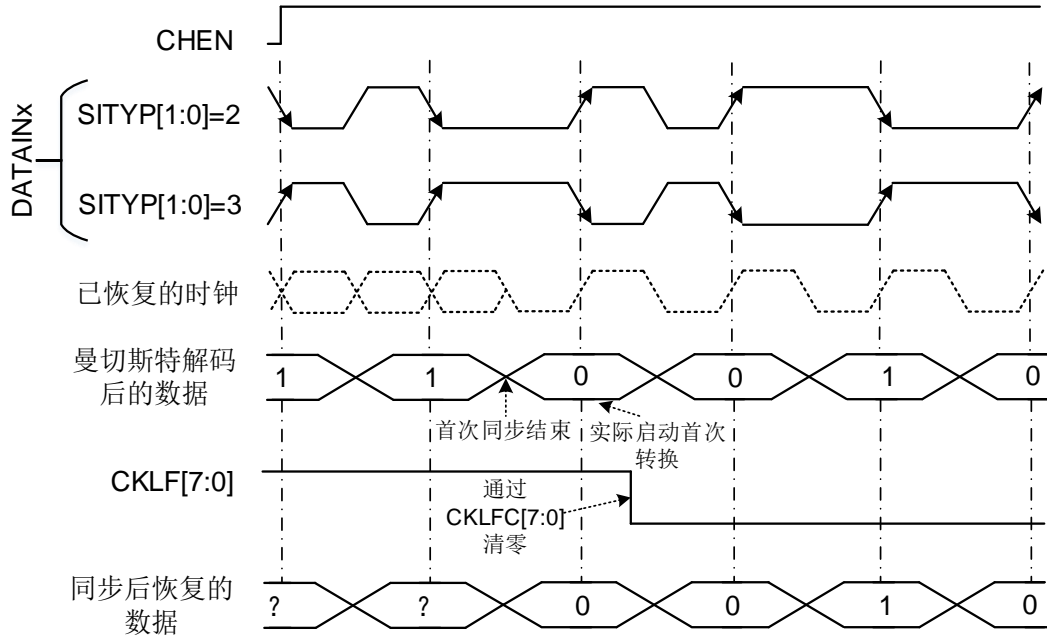 CHEN
DATAINx
SITYP[1:0]=2
SITYP[1:0]=3
已恢复的时钟
曼切斯特解码
后的数据
1 1 0 0 1 0
首次同步结束
实际启动首次
转换
CKLF[7:0]
通过
CKLFC[7:0]
清零
同步后恢复的
数据
? ? 0 0 1 0